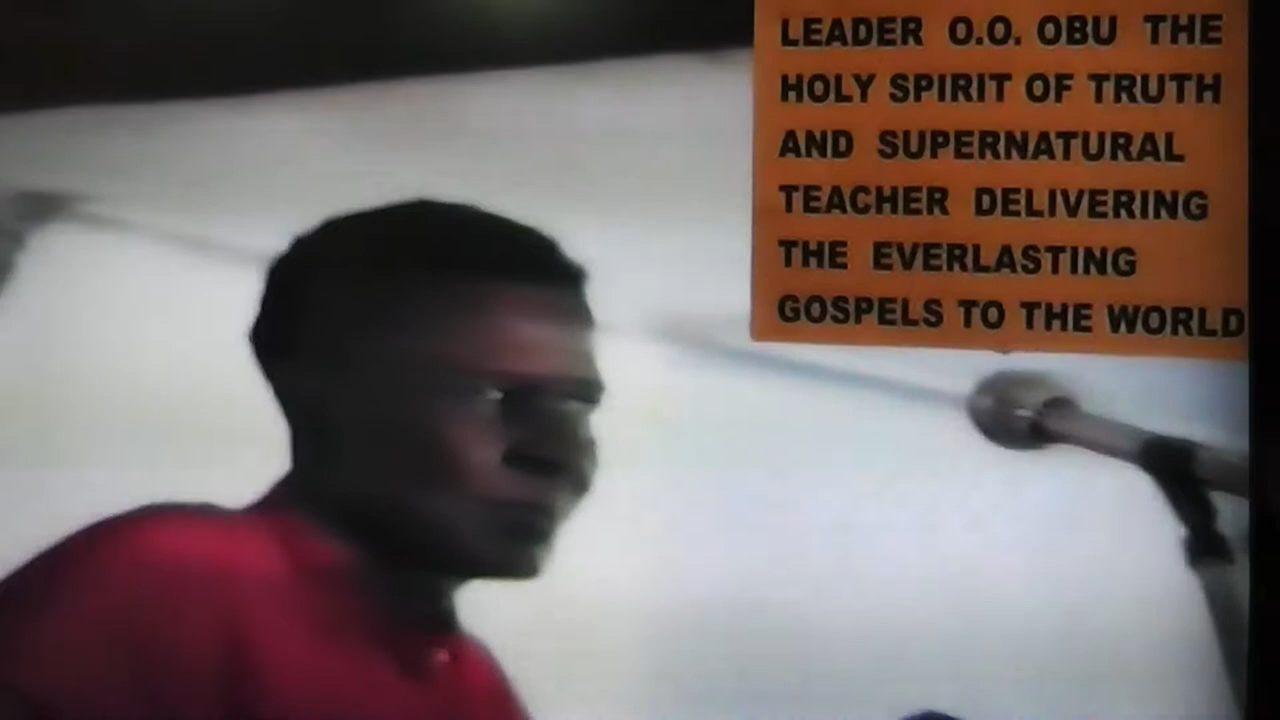 LEADER O.O. OBU THE
HOLY SPIRIT OF TRUTH
AND SUPERNATURAL
TEACHER DELIVERING
THE EVERLASTING
GOSPELS TO THE WORLD